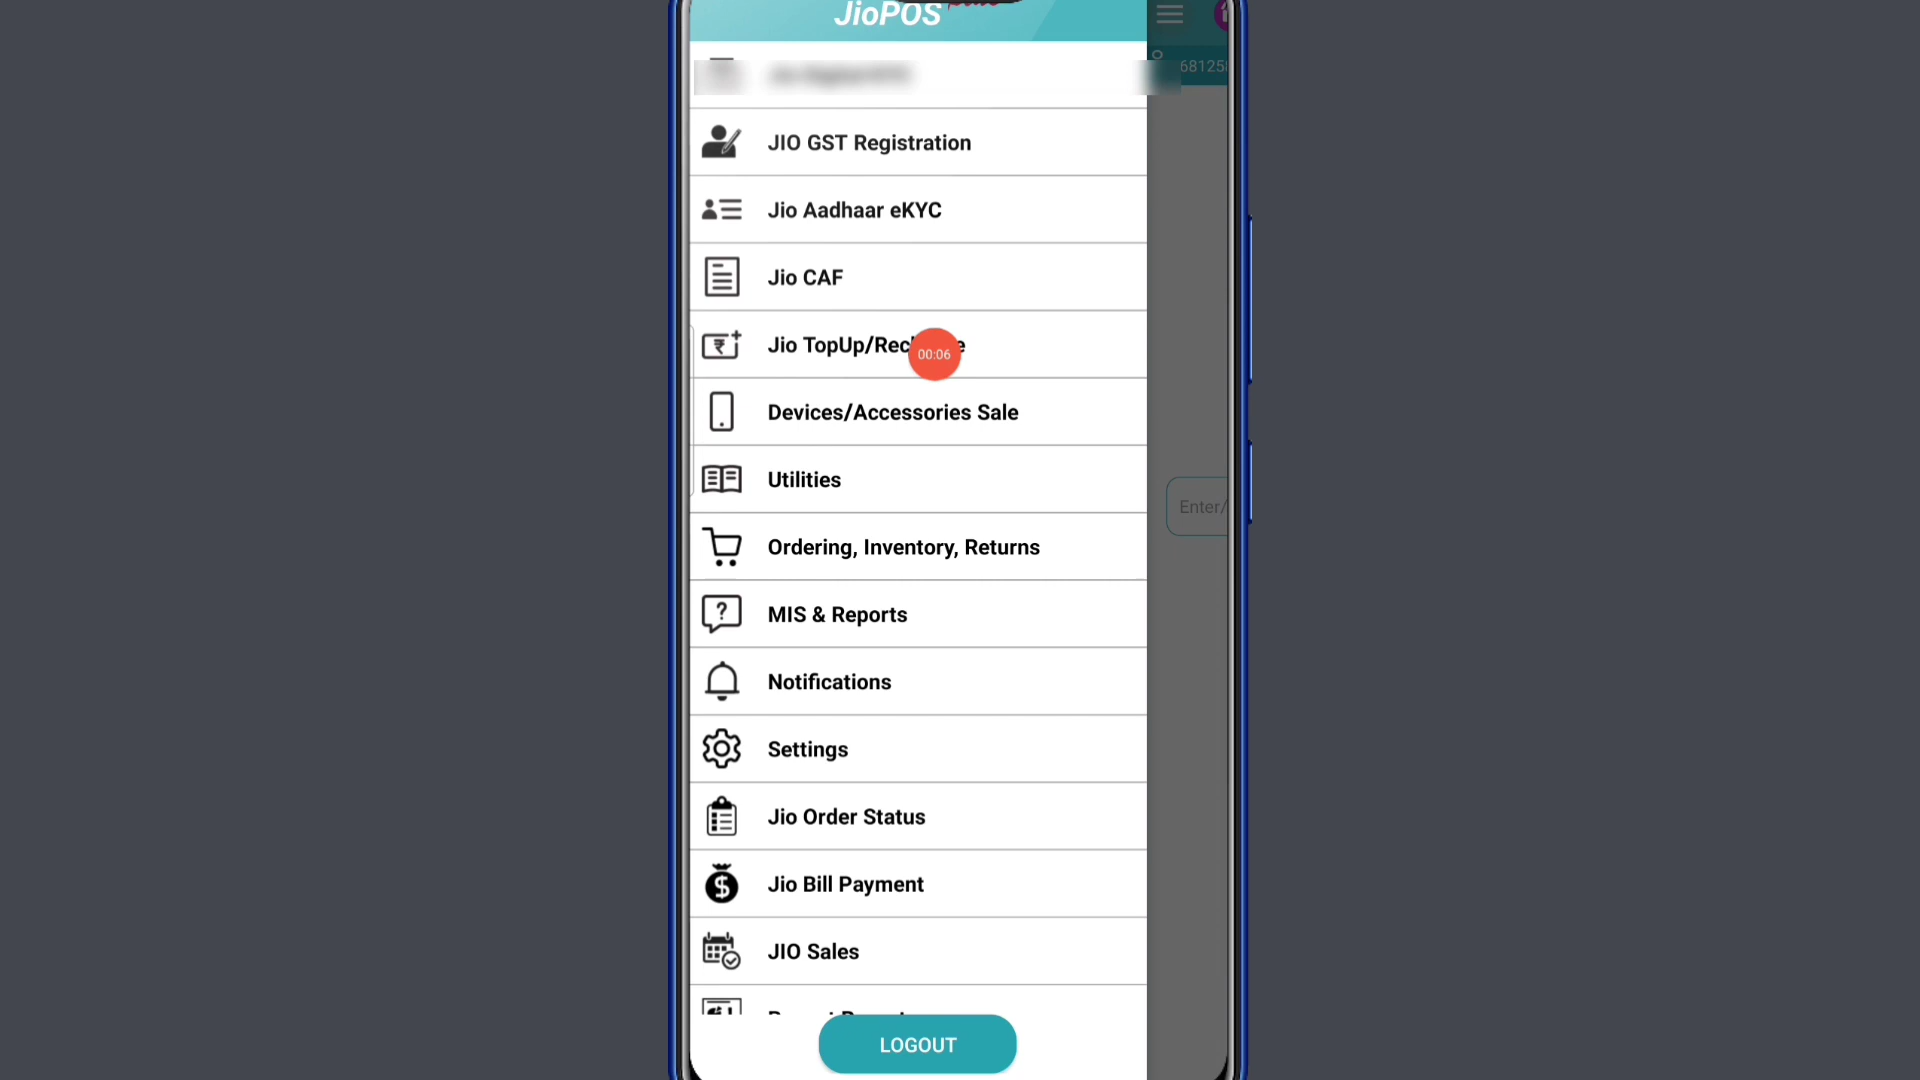 JioPOS
681258
JIO GST Registration
Jio Aadhaar eKYC
Jio CAF
Jio TopUp/Rec
00:06
Devices/Accessories Sale
Enter/
Utilities
Ordering, Inventory, Returns
MIS & Reports
Notifications
Settings
Jio Order Status
Jio Bill Payment
JIO Sales
LOGOUT